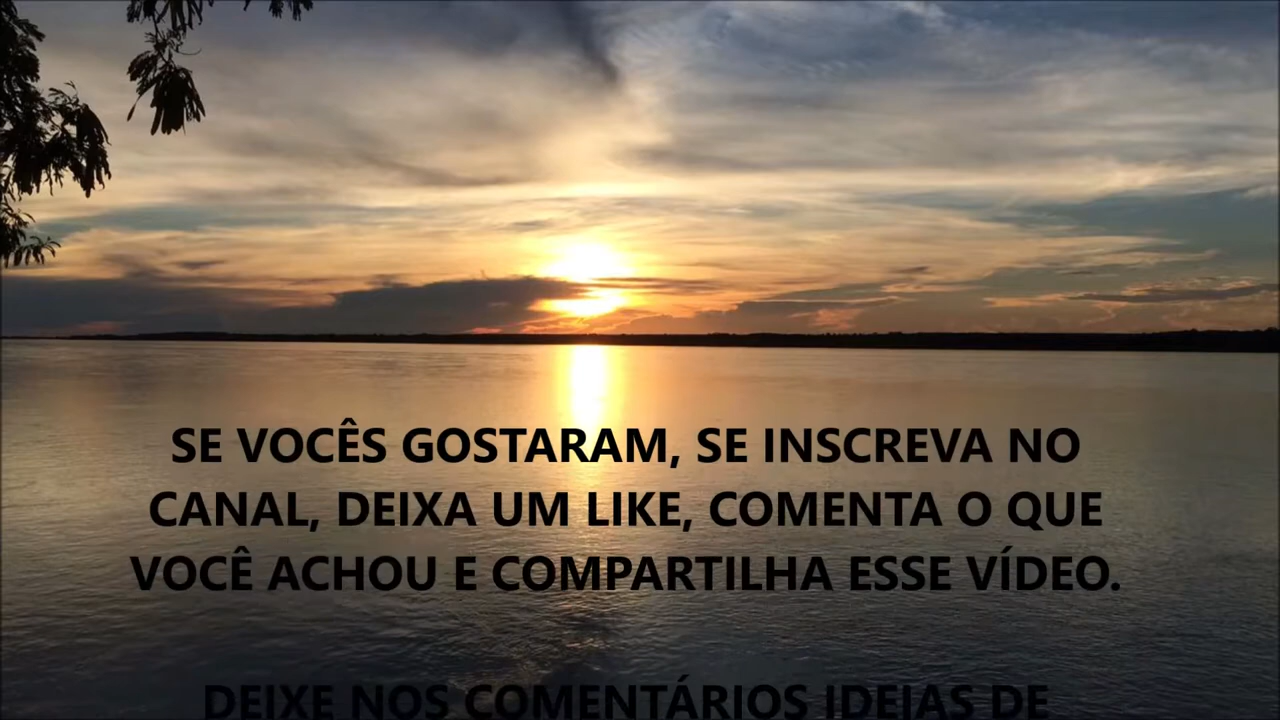 SE VOCÊS GOSTARAM, SE INSCREVA NO
CANAL, DEIXA UM LIKE, COMENTA O QUE
VOCÊ ACHOU E COMPARTILHA ESSE VÍDEO.
DEIXE NOS COMENTÁRIOS IDEIAS DE